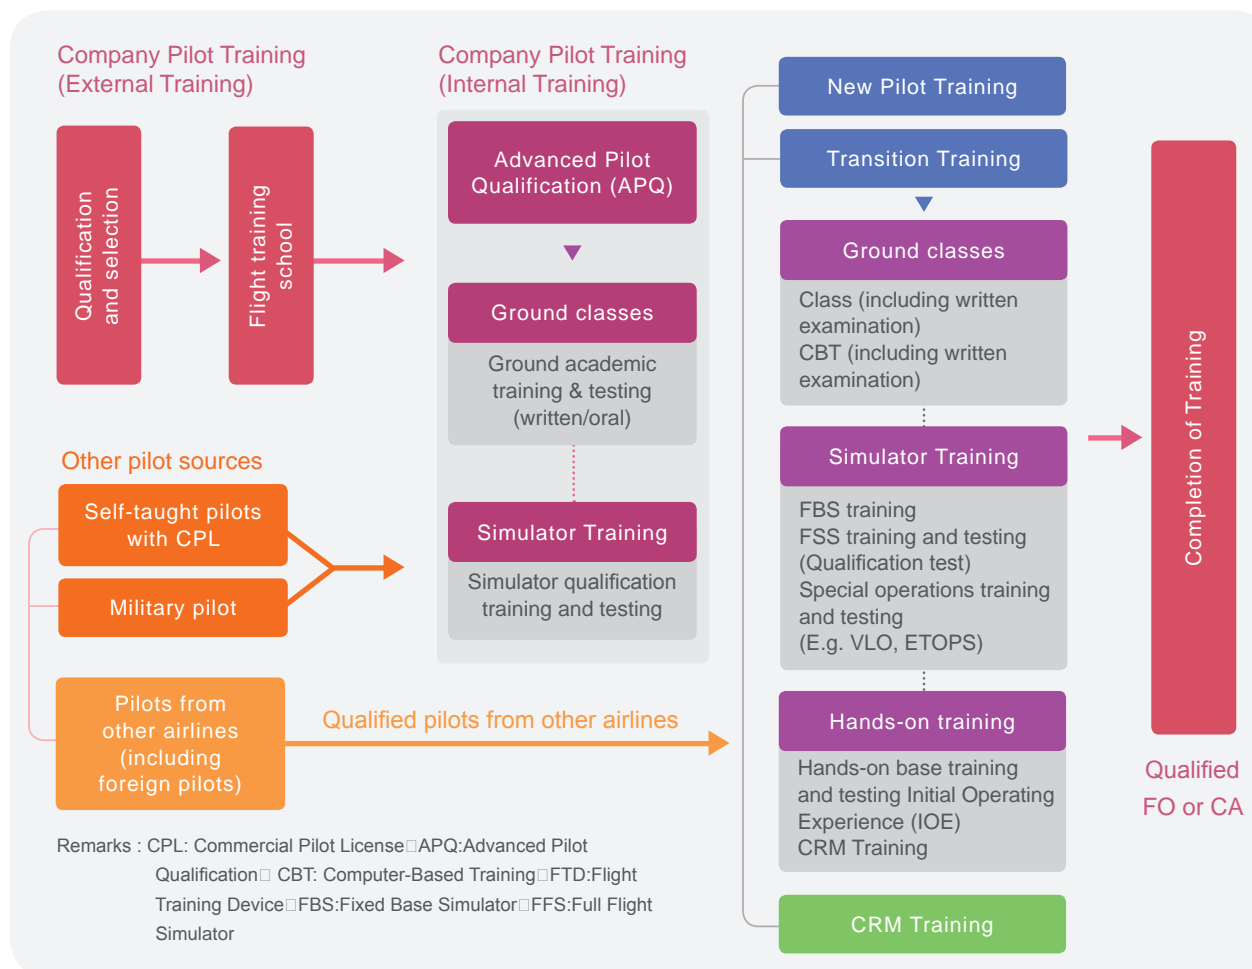 Company Pilot Training
(External Training)
Qualification
and selection
Flight training
school
Other pilot sources
Self-taught pilots
with CPL
Military pilot
Pilots from
other airlines
(including
foreign pilots)
Qualified pilots from other airlines
Company Pilot Training
(Internal Training)
Advanced Pilot
Qualification (APQ)
Ground classes
Ground academic
training & testing
(written/oral)
Simulator Training
Simulator qualification
training and testing
New Pilot Training
Transition Training
Ground classes
Class (including written
examination)
CBT (including written
examination)
Simulator Training
FBS training
FSS training and testing
(Qualification test)
Special operations training
and testing
(E.g. VLO, ETOPS)
Hands-on training
Hands-on base training
and testing Initial Operating
Experience (IOE)
CRM Training
CRM Training
Completion of Training
Qualified
FO or CA
Remarks : CPL: Commercial Pilot License□APQ:Advanced Pilot
Qualification□ CBT: Computer-Based Training□FTD:Flight
Training Device□FBS:Fixed Base Simulator□FFS:Full Flight
Simulator